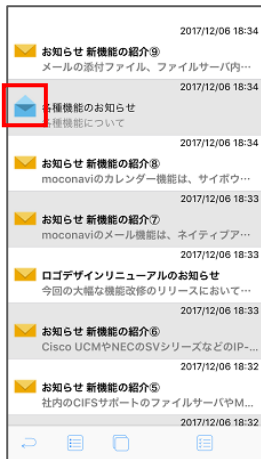 2017/12/06 18:34
お知らせ 新機能の紹介⑨
メールの添付ファイル、ファイルサーバ内…
2017/12/06 18:34
各種機能のお知らせ
各種機能について
2017/12/06 18:34
お知らせ 新機能の紹介⑧
moconaviのカレンダー機能は、サイボウ…
2017/12/06 18:33
お知らせ 新機能の紹介⑦
moconaviのメール機能は、ネイティブア…
2017/12/06 18:33
ロゴデザインリニューアルのお知らせ
今回の大幅な機能改修のリリースにおいて…
2017/12/06 18:33
お知らせ 新機能の紹介⑥
Cisco UCMやNECのSVシリーズなどのIP-...
2017/12/06 18:32
お知らせ 新機能の紹介⑤
社内のCIFSサポートのファイルサーバやM...
2017/12/06 18:32